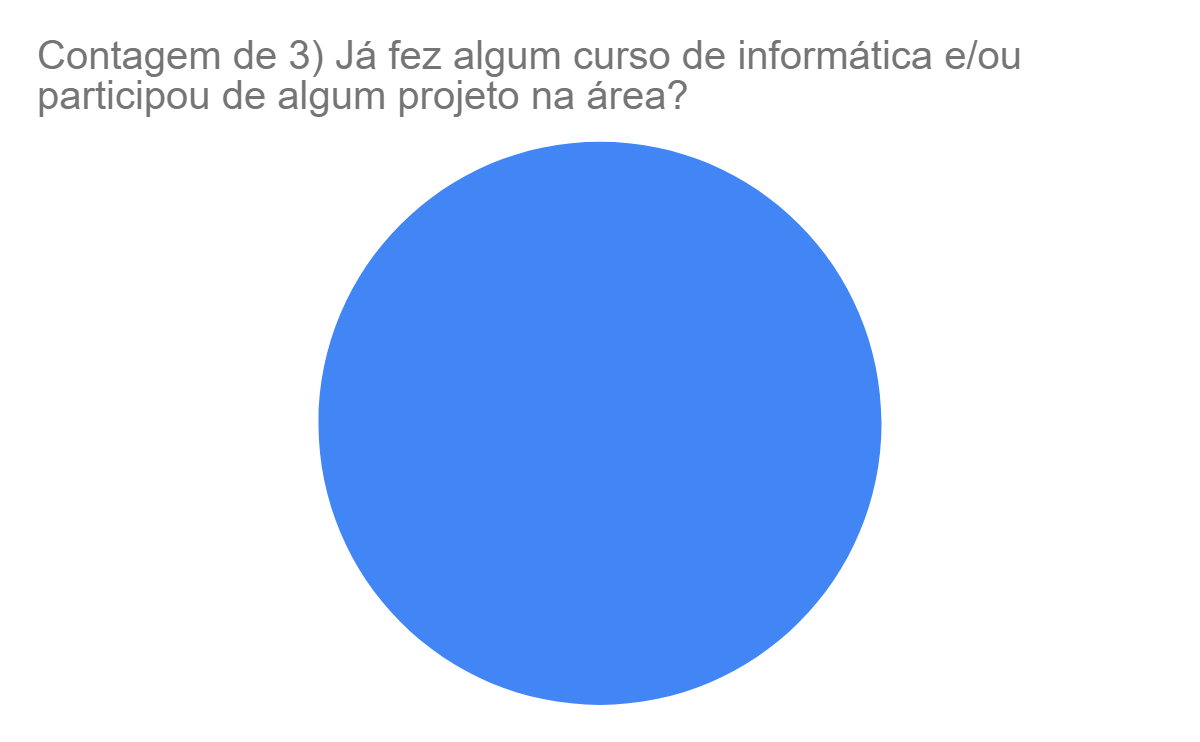 Contagem de 3) Já fez algum curso de informática e/ou
participou de algum projeto na área?